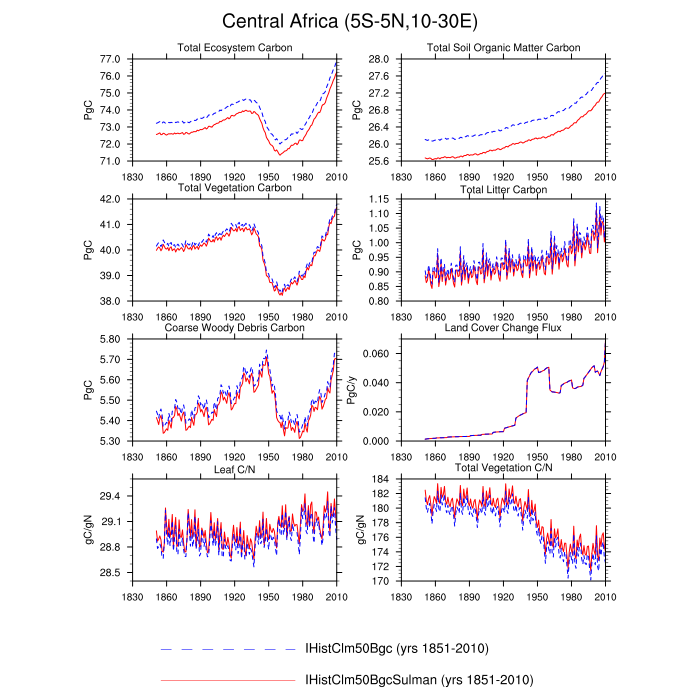 Central Africa (5S-5N,10-30E)
Total Ecosystem Carbon
PgC
77.0
76.0
75.0
74.0
73.0
72.0
71.0
1830 1860 1890 1920 1950 1980 2010
Total Soil Organic Matter Carbon
PgC
28.0
27.6
27.2
26.8
26.4
26.0
25.6
1830 1860 1890 1920 1950 1980 2010
Total Vegetation Carbon
PgC
42.0
41.0
40.0
39.0
38.0
1830 1860 1890 1920 1950 1980 2010
Total Litter Carbon
PgC
1.15
1.10
1.05
1.00
0.95
0.90
0.85
0.80
1830 1860 1890 1920 1950 1980 2010
Coarse Woody Debris Carbon
PgC
5.80
5.70
5.60
5.50
5.40
5.30
1830 1860 1890 1920 1950 1980 2010
Land Cover Change Flux
PgC/y
0.060
0.040
0.020
0.000
1830 1860 1890 1920 1950 1980 2010
Leaf C/N
gC/gN
29.4
29.1
28.8
28.5
1830 1860 1890 1920 1950 1980 2010
Total Vegetation C/N
gC/gN
184
182
180
178
176
174
172
170
1830 1860 1890 1920 1950 1980 2010
IHistClm50Bgc (yrs 1851-2010)
IHistClm50BgcSulman (yrs 1851-2010)